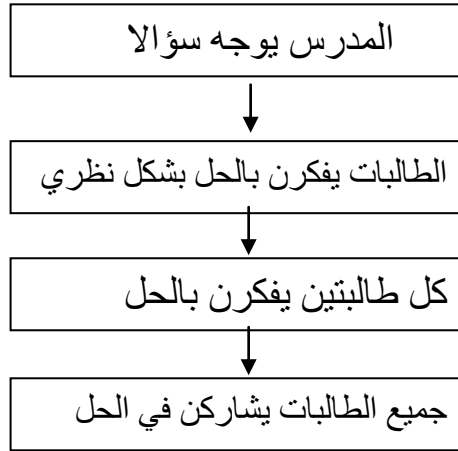 المدرس يوجه سؤالا
الطالبات يفكرن بالحل بشكل نظري
كل طالبتين يفكرن بالحل
جميع الطالبات يشاركن في الحل